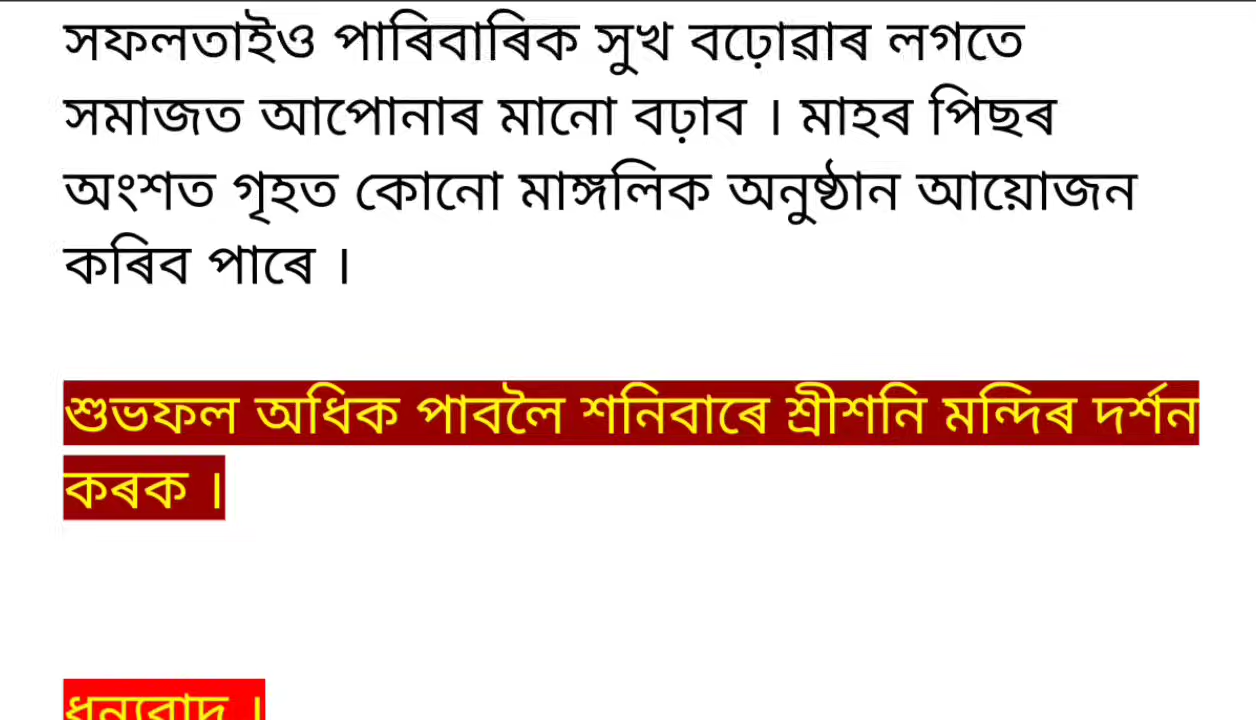 সফলতাইও পাৰিবাৰিক সুখ বঢ়োৱাৰ লগতে
সমাজত আপোনাৰ মানো বঢ়াব ৷ মাহৰ পিছৰ
অংশত গৃহত কোনো মাঙ্গলিক অনুষ্ঠান আয়োজন
কৰিব পাৰে ৷
শুভফল অধিক পাবলৈ শনিবাৰে শ্ৰীশনি মন্দিৰ দৰ্শন
কৰক ৷
ধন্যবাদ ৷